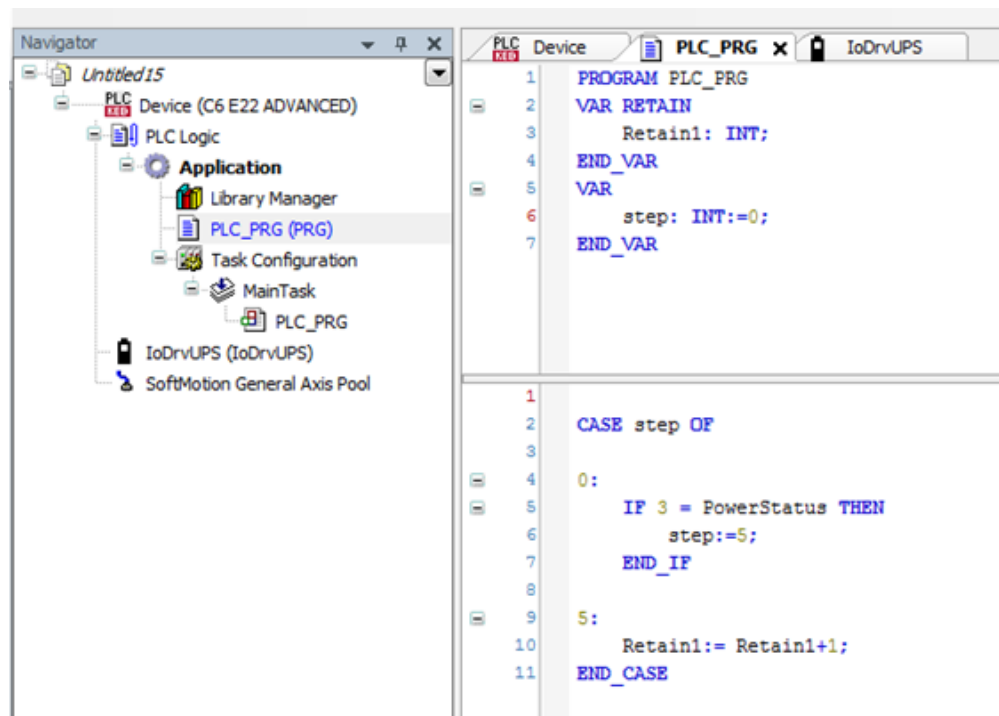 Navigator
Untitled15
PLC Device (C6 E22 ADVANCED)
PLC Logic
Application
Library Manager
PLC_PRG (PRG)
Task Configuration
MainTask
PLC_PRG
IoDrvUPS (IoDrvUPS)
SoftMotion General Axis Pool
PLC Device PLC_PRG IoDrvUPS
1 PROGRAM PLC_PRG
2 VAR RETAIN
3 Retain1: INT;
4 END_VAR
5 VAR
6 step: INT:=0;
7 END_VAR
1
2 CASE step OF
3
4 0:
5 IF 3 = PowerStatus THEN
6 step:=5;
7 END_IF
8
9 5:
10 Retain1:= Retain1+1;
11 END_CASE